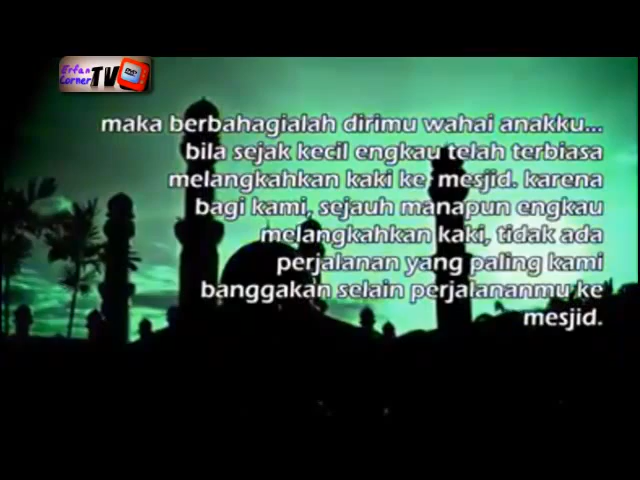 Erfan
Corner TV
DVD
maka berbahagialah dirimu wahai anakku...
bila sejak kecil engkau telah terbiasa
melangkahkan kaki ke mesjid. karena
bagi kami, sejauh manapun engkau
melangkahkan kaki, tidak ada
perjalanan yang paling kami
banggakan selain perjalananmu ke
mesjid.